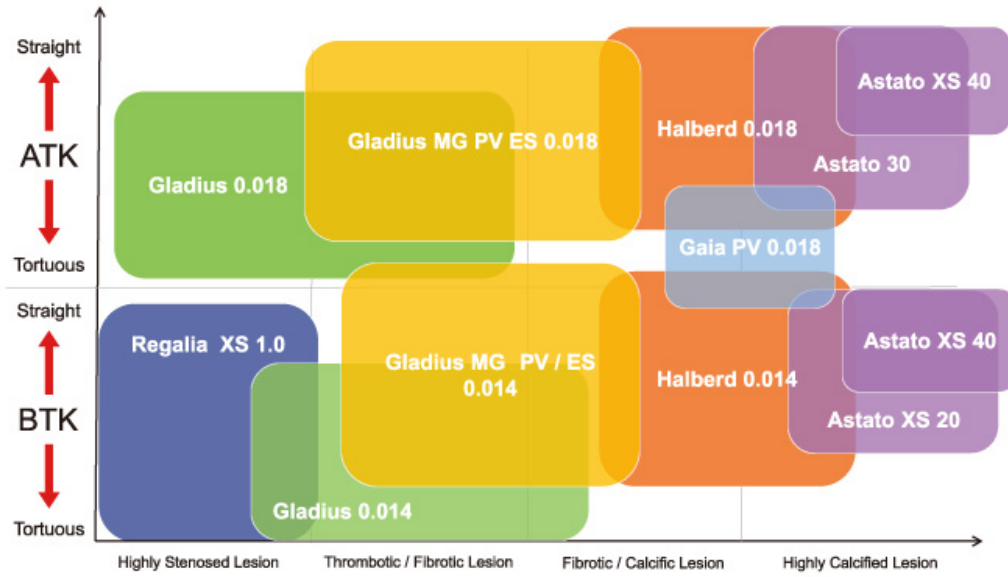 Straight
ATK
Tortuous
Gladius 0.018
Gladius MG PV ES 0.018
Halberd 0.018
Astato XS 40
Astato 30
Gaia PV 0.018
Straight
BTK
Tortuous
Regalia XS 1.0
Gladius 0.014
Gladius MG PV / ES
0.014
Halberd 0.014
Astato XS 40
Astato XS 20
Highly Stenosed Lesion
Thrombotic / Fibrotic Lesion
Fibrotic / Calcific Lesion
Highly Calcified Lesion